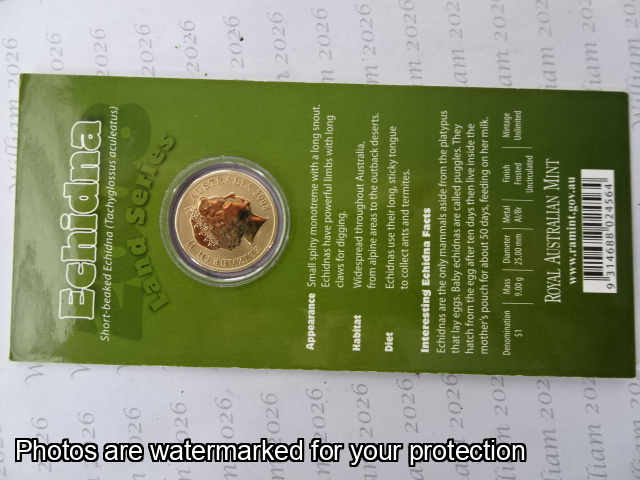 Echidna
Short-beaked Echidna (Tachyglossus aculeatus)
Land Series
AUSTRALIA
ELIZABETH II
Appearance Small spiny monotreme with a long snout.
Echidnas have powerful limbs with long
claws for digging.
Habitat Widespread throughout Australia,
from alpine areas to the outback deserts.
Diet Echidnas use their long, sticky tongue
to collect ants and termites.
Interesting Echidna Facts
Echidnas are the only mammals aside from the platypus
that lay eggs. Baby echidnas are called puggles. They
hatch from the egg after ten days then live inside the
mother's pouch for about 50 days, feeding on her milk.
Denomination Mass Diameter Metal Finish Mintage
$1 9.00 g 25.00 mm Al/Br Frosted Unlimited
Uncirculated
ROYAL AUSTRALIAN MINT
www.ramint.gov.au
9 314688 024564
William 2026
Photos are watermarked for your protection